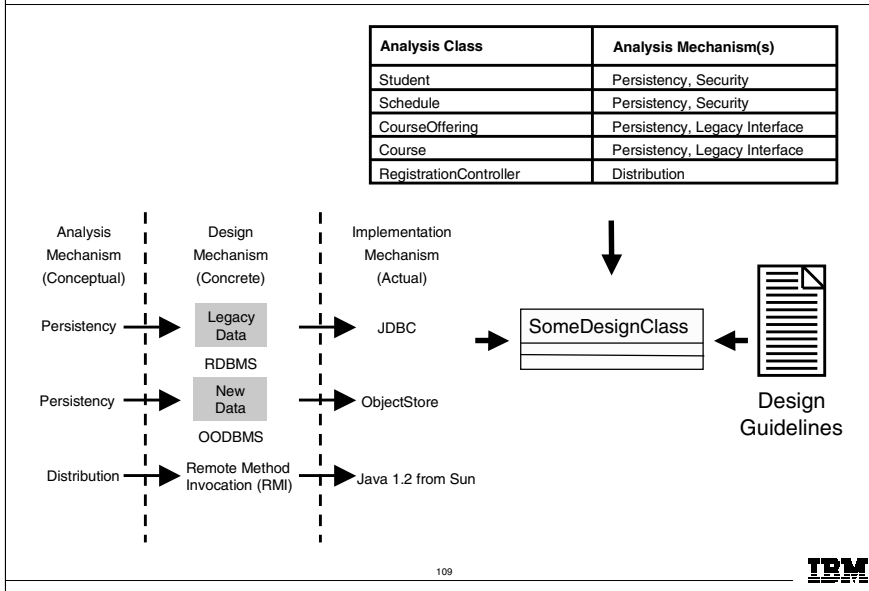 Analysis Class Analysis Mechanism(s)
Student Persistency, Security
Schedule Persistency, Security
CourseOffering Persistency, Legacy Interface
Course Persistency, Legacy Interface
RegistrationController Distribution
Analysis
Mechanism
(Conceptual)
Design
Mechanism
(Concrete)
Implementation
Mechanism
(Actual)
Persistency
Legacy
Data
RDBMS
JDBC
Persistency
New
Data
OODBMS
ObjectStore
Distribution
Remote Method
Invocation (RMI)
Java 1.2 from Sun
SomeDesignClass
Design
Guidelines
109
IBM